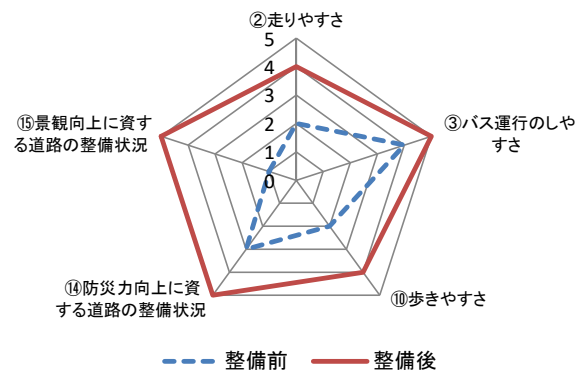 ②走りやすさ
5
4
3
2
1
0
③バス運行のしや
すさ
⑩歩きやすさ
⑭防災力向上に資
する道路の整備状況
⑮景観向上に資す
る道路の整備状況
整備前
整備後